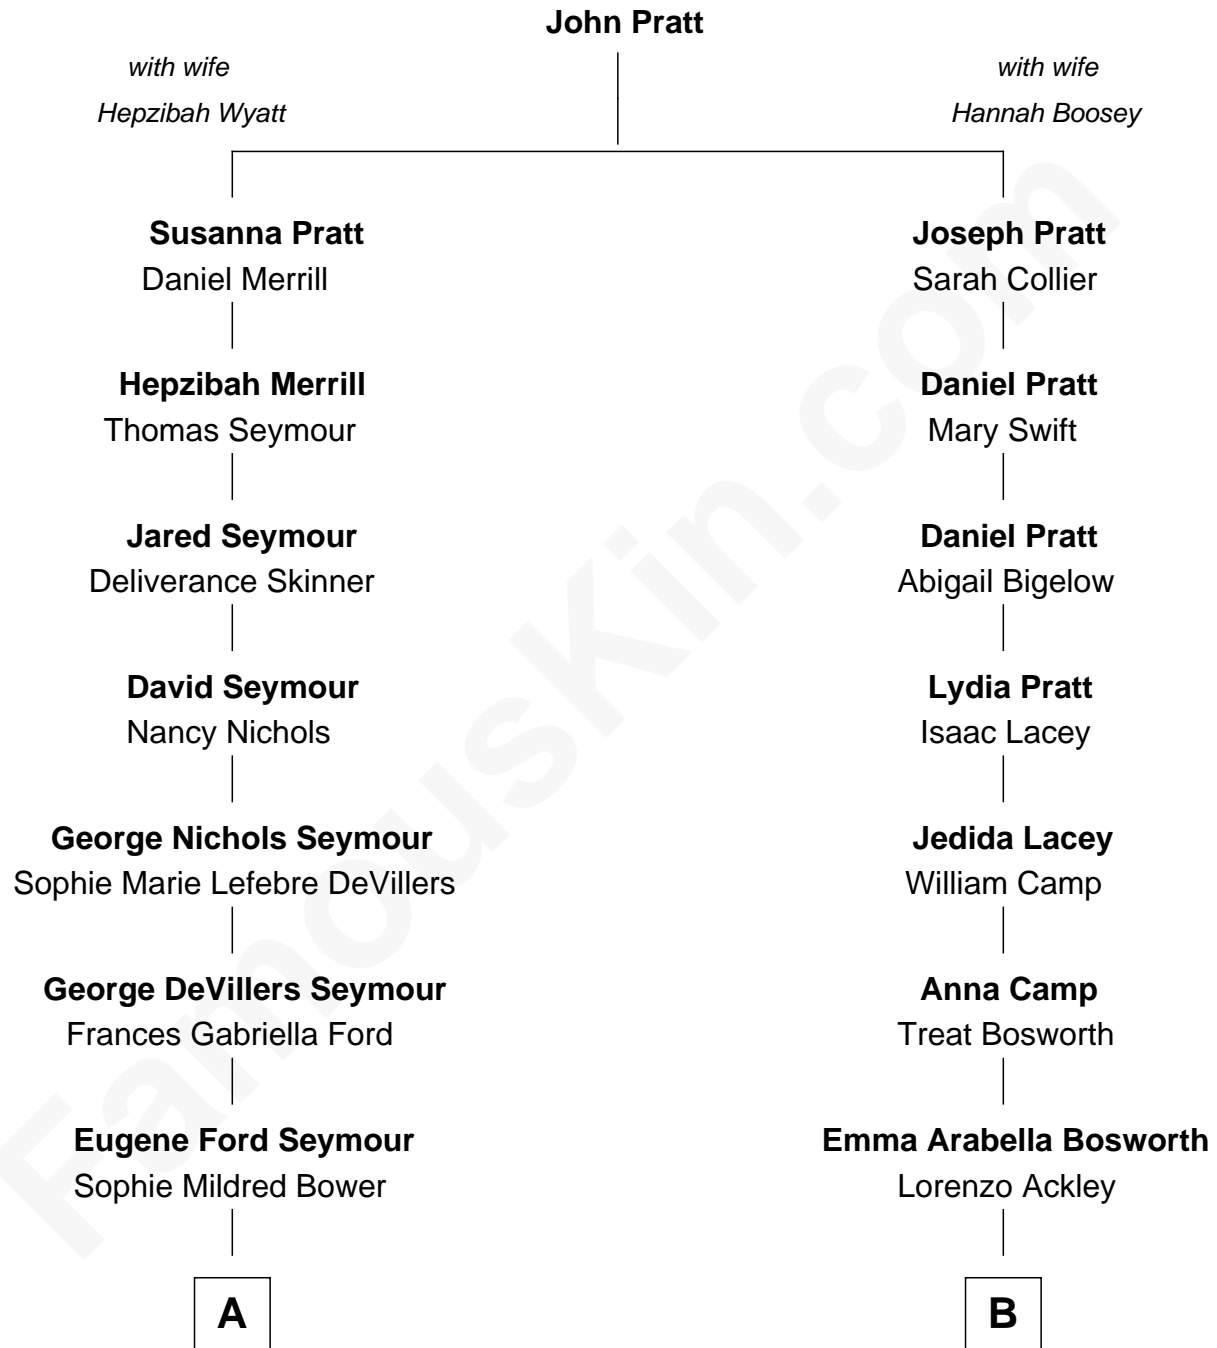 John Pratt
with wife
Hepzibah Wyatt
with wife
Hannah Boosey
Susanna Pratt
Daniel Merrill
Joseph Pratt
Sarah Collier
Hepzibah Merrill
Thomas Seymour
Daniel Pratt
Mary Swift
Jared Seymour
Deliverance Skinner
Daniel Pratt
Abigail Bigelow
David Seymour
Nancy Nichols
Lydia Pratt
Isaac Lacey
George Nichols Seymour
Sophie Marie Lefebre DeVillers
Jedida Lacey
William Camp
George DeVillers Seymour
Frances Gabriella Ford
Anna Camp
Treat Bosworth
Eugene Ford Seymour
Sophie Mildred Bower
Emma Arabella Bosworth
Lorenzo Ackley
A
B
FamousKin.com